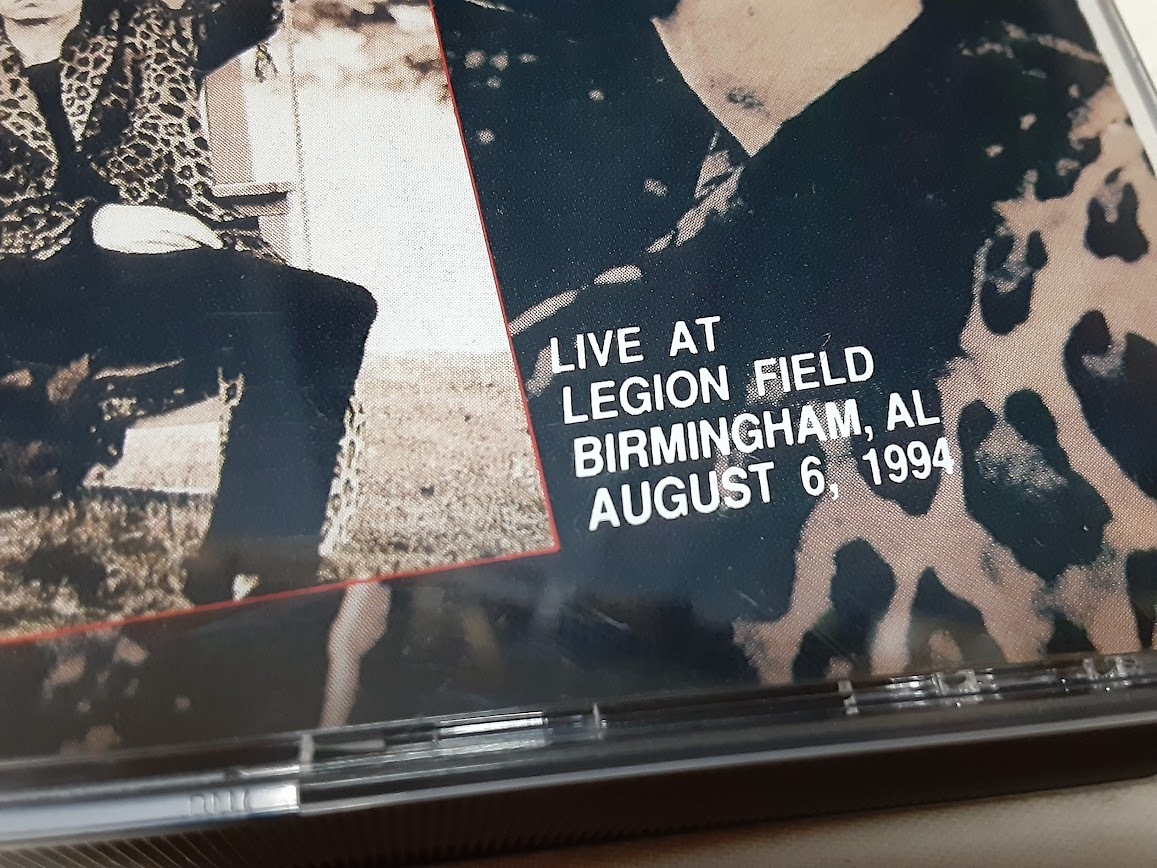 LIVE AT
LEGION FIELD
BIRMINGHAM, AL
AUGUST 6, 1994